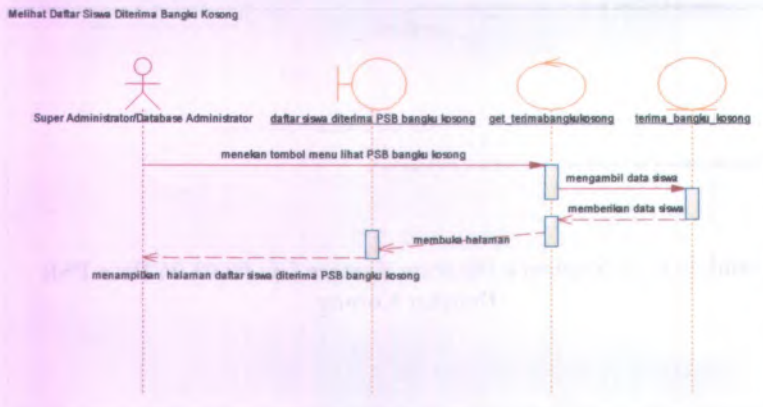 Melihat Daftar Siswa Diterima Bangku Kosong
Super Administrator/Database Administrator
daftar siswa diterima PSB bangku kosong
get_terimabangkukosong
terima_bangku_kosong
menekan tombol menu lihat PSB bangku kosong
mengambil data siswa
memberikan data siswa
membuka halaman
menampilkan halaman daftar siswa diterima PSB bangku kosong